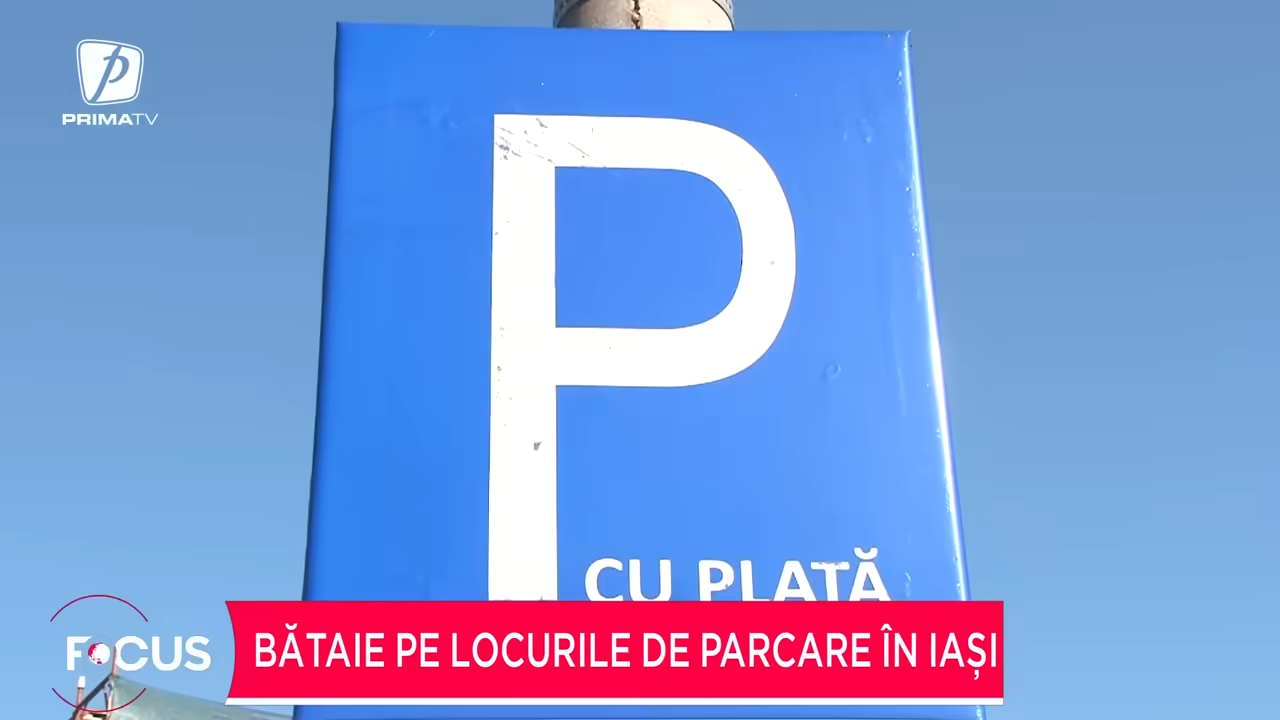 PRIMATV
P
CU PLATĂ
FOCUS
BĂTAIE PE LOCURILE DE PARCARE ÎN IAȘI